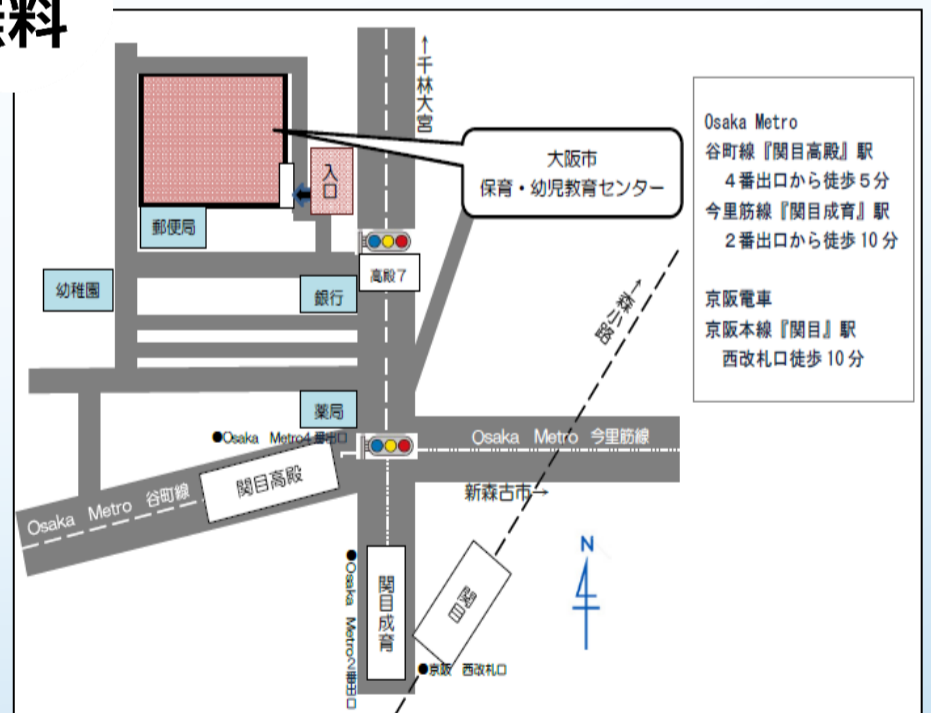 無料
↑千林大宮
大阪市
保育・幼児教育センター
入口
郵便局
幼稚園
銀行
高殿7
↑森小路
薬局
●Osaka Metro4番出口
Osaka Metro 今里筋線
関目高殿
Osaka Metro 谷町線
新森古市→
N
●Osaka Metro2番出口
関目成育
関目
●京阪 西改札口
Osaka Metro
谷町線『関目高殿』駅
4番出口から徒歩5分
今里筋線『関目成育』駅
2番出口から徒歩10分
京阪電車
京阪本線『関目』駅
西改札口徒歩10分